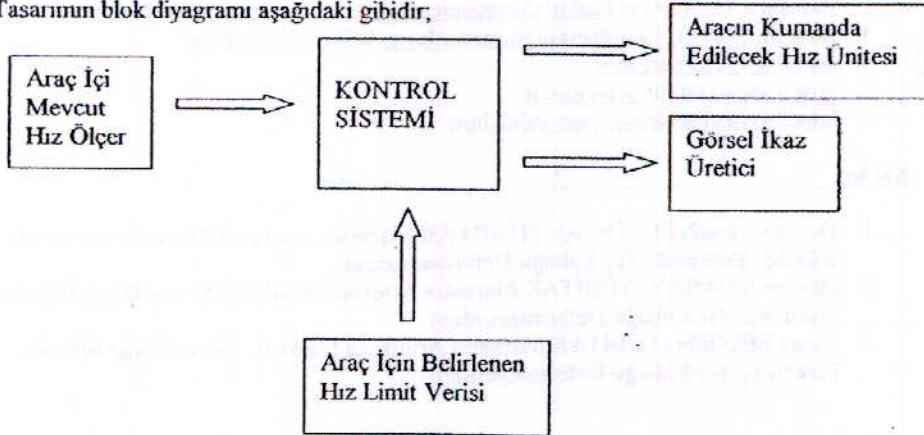 Tasarımın blok diyagramı aşağıdaki gibidir;
Araç İçi
Mevcut
Hız Ölçer
KONTROL
SİSTEMİ
Aracın Kumanda
Edilecek Hız Ünitesi
Görsel İkaz
Üretici
Araç İçin Belirlenen
Hız Limit Verisi